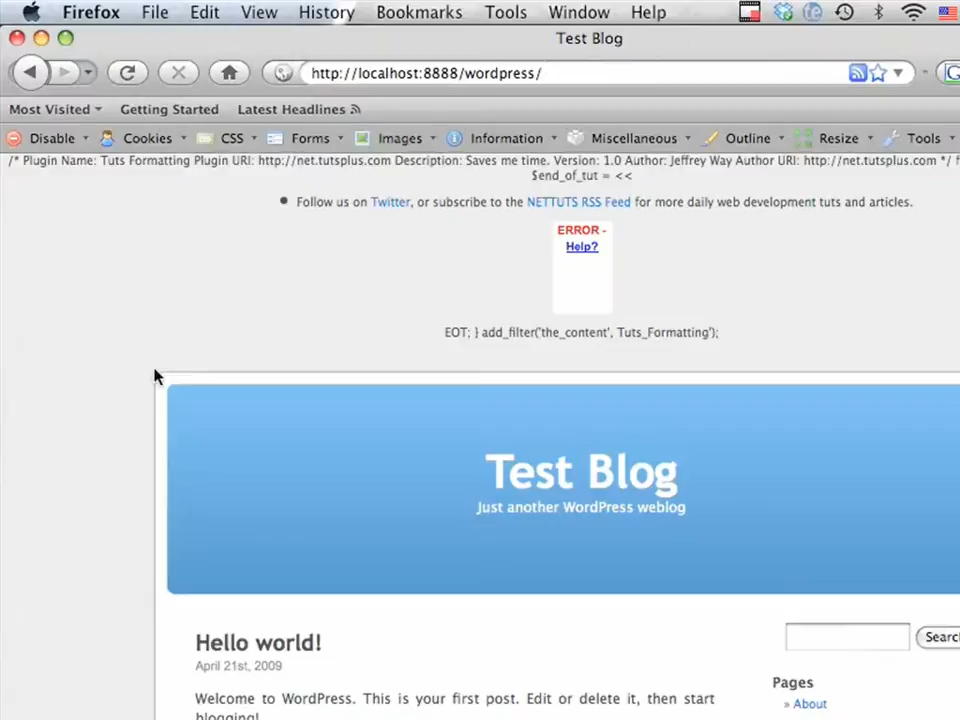 Firefox File Edit View History Bookmarks Tools Window Help
Test Blog
http://localhost:8888/wordpress/
Most Visited Getting Started Latest Headlines
Disable Cookies CSS Forms Images Information Miscellaneous Outline Resize Tools
/* Plugin Name: Tuts Formatting Plugin URI: http://net.tutsplus.com Description: Saves me time. Version: 1.0 Author: Jeffrey Way Author URI: http://net.tutsplus.com */ f
$end_of_tut = <<
Follow us on Twitter, or subscribe to the NETTUTS RSS Feed for more daily web development tuts and articles.
ERROR -
Help?
EOT; } add_filter('the_content', Tuts_Formatting');
Test Blog
Just another WordPress weblog
Hello world!
April 21st, 2009
Search
Pages
Welcome to WordPress. This is your first post. Edit or delete it, then start
» About
blogging!